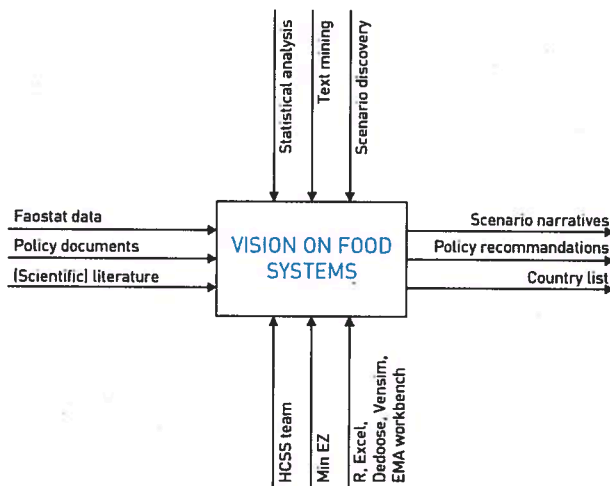 Statistical analysis
Text mining
Scenario discovery
Faostat data
Policy documents
(Scientific) literature
VISION ON FOOD
SYSTEMS
Scenario narratives
Policy recommandations
Country list
HCSS team
Min EZ
R, Excel,
Dedoose, Vensim,
EMA workbench